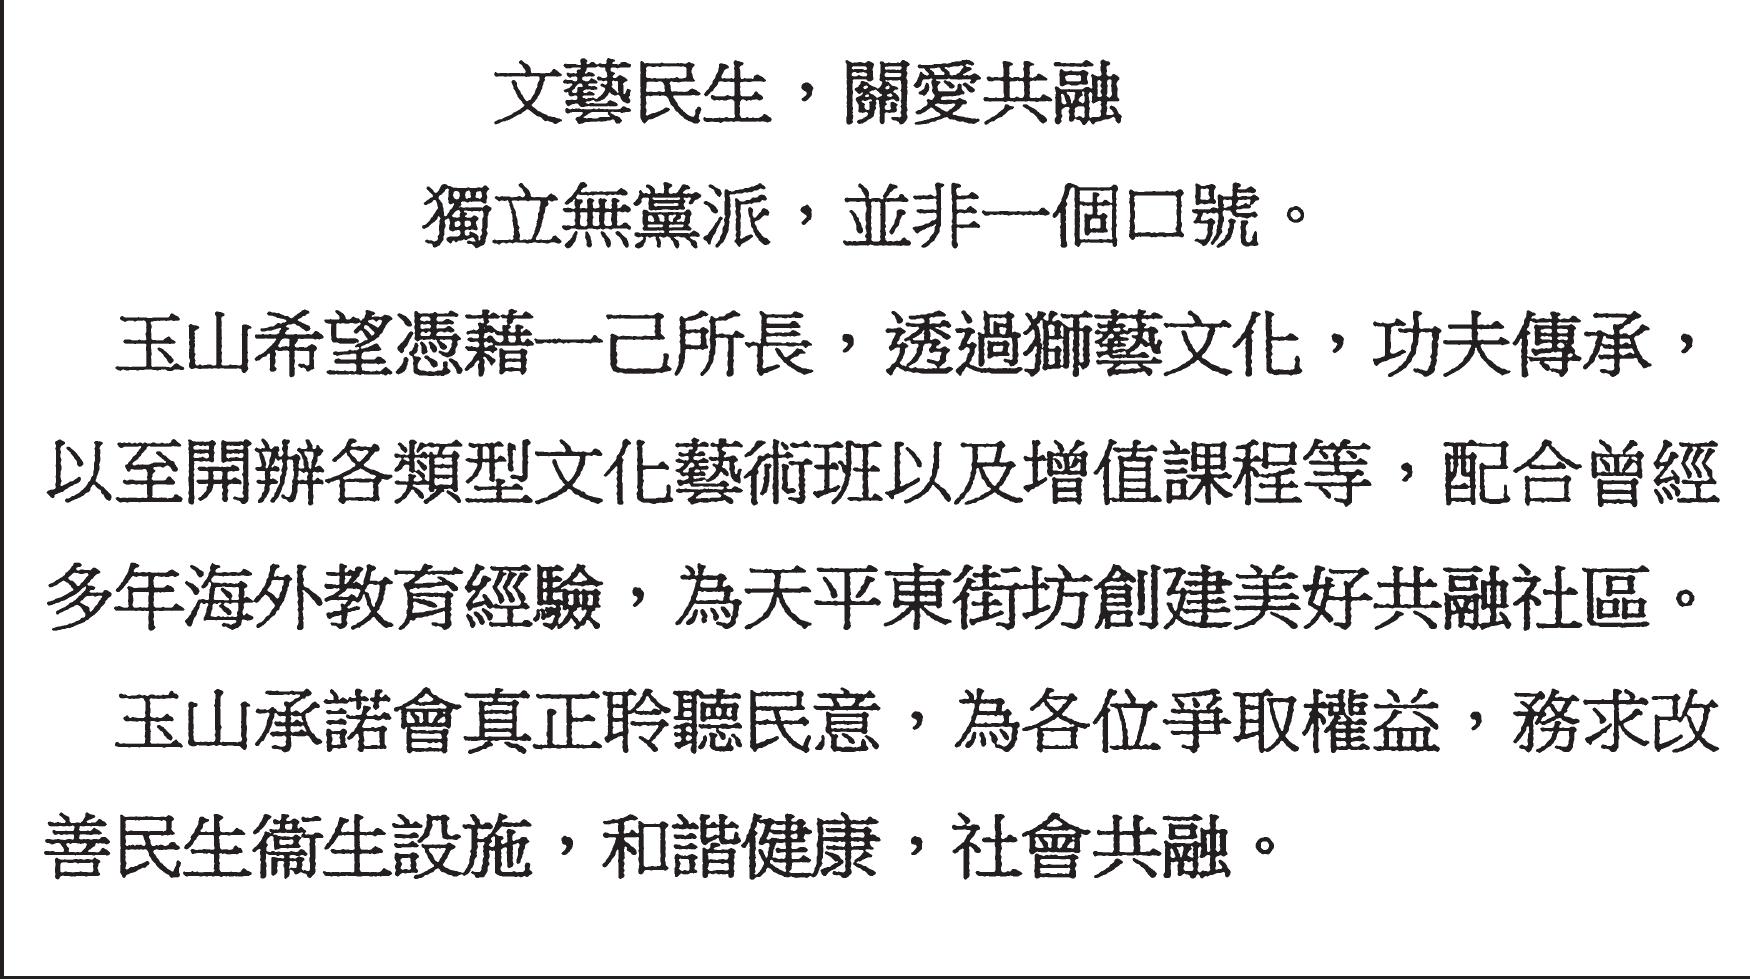 文藝民生，關愛共融
獨立無黨派，並非一個口號。
玉山希望憑藉一己所長，透過獅藝文化，功夫傳承，
以至開辦各類型文化藝術班以及增值課程等，配合曾經
多年海外教育經驗，為天平東街坊創建美好共融社區。
玉山承諾會真正聆聽民意，為各位爭取權益，務求改
善民生衞生設施，和諧健康，社會共融。